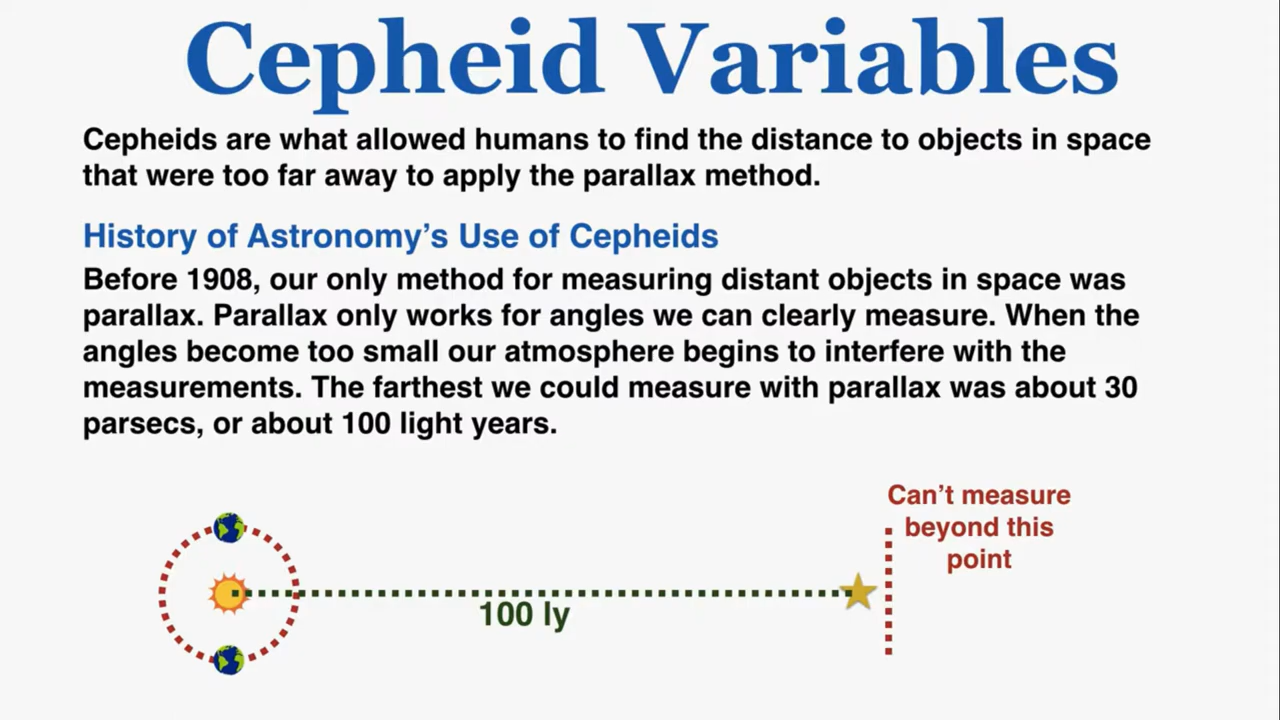 Cepheid Variables
Cepheids are what allowed humans to find the distance to objects in space
that were too far away to apply the parallax method.
History of Astronomy’s Use of Cepheids
Before 1908, our only method for measuring distant objects in space was
parallax. Parallax only works for angles we can clearly measure. When the
angles become too small our atmosphere begins to interfere with the
measurements. The farthest we could measure with parallax was about 30
parsecs, or about 100 light years.
Can’t measure
beyond this
point
100 ly